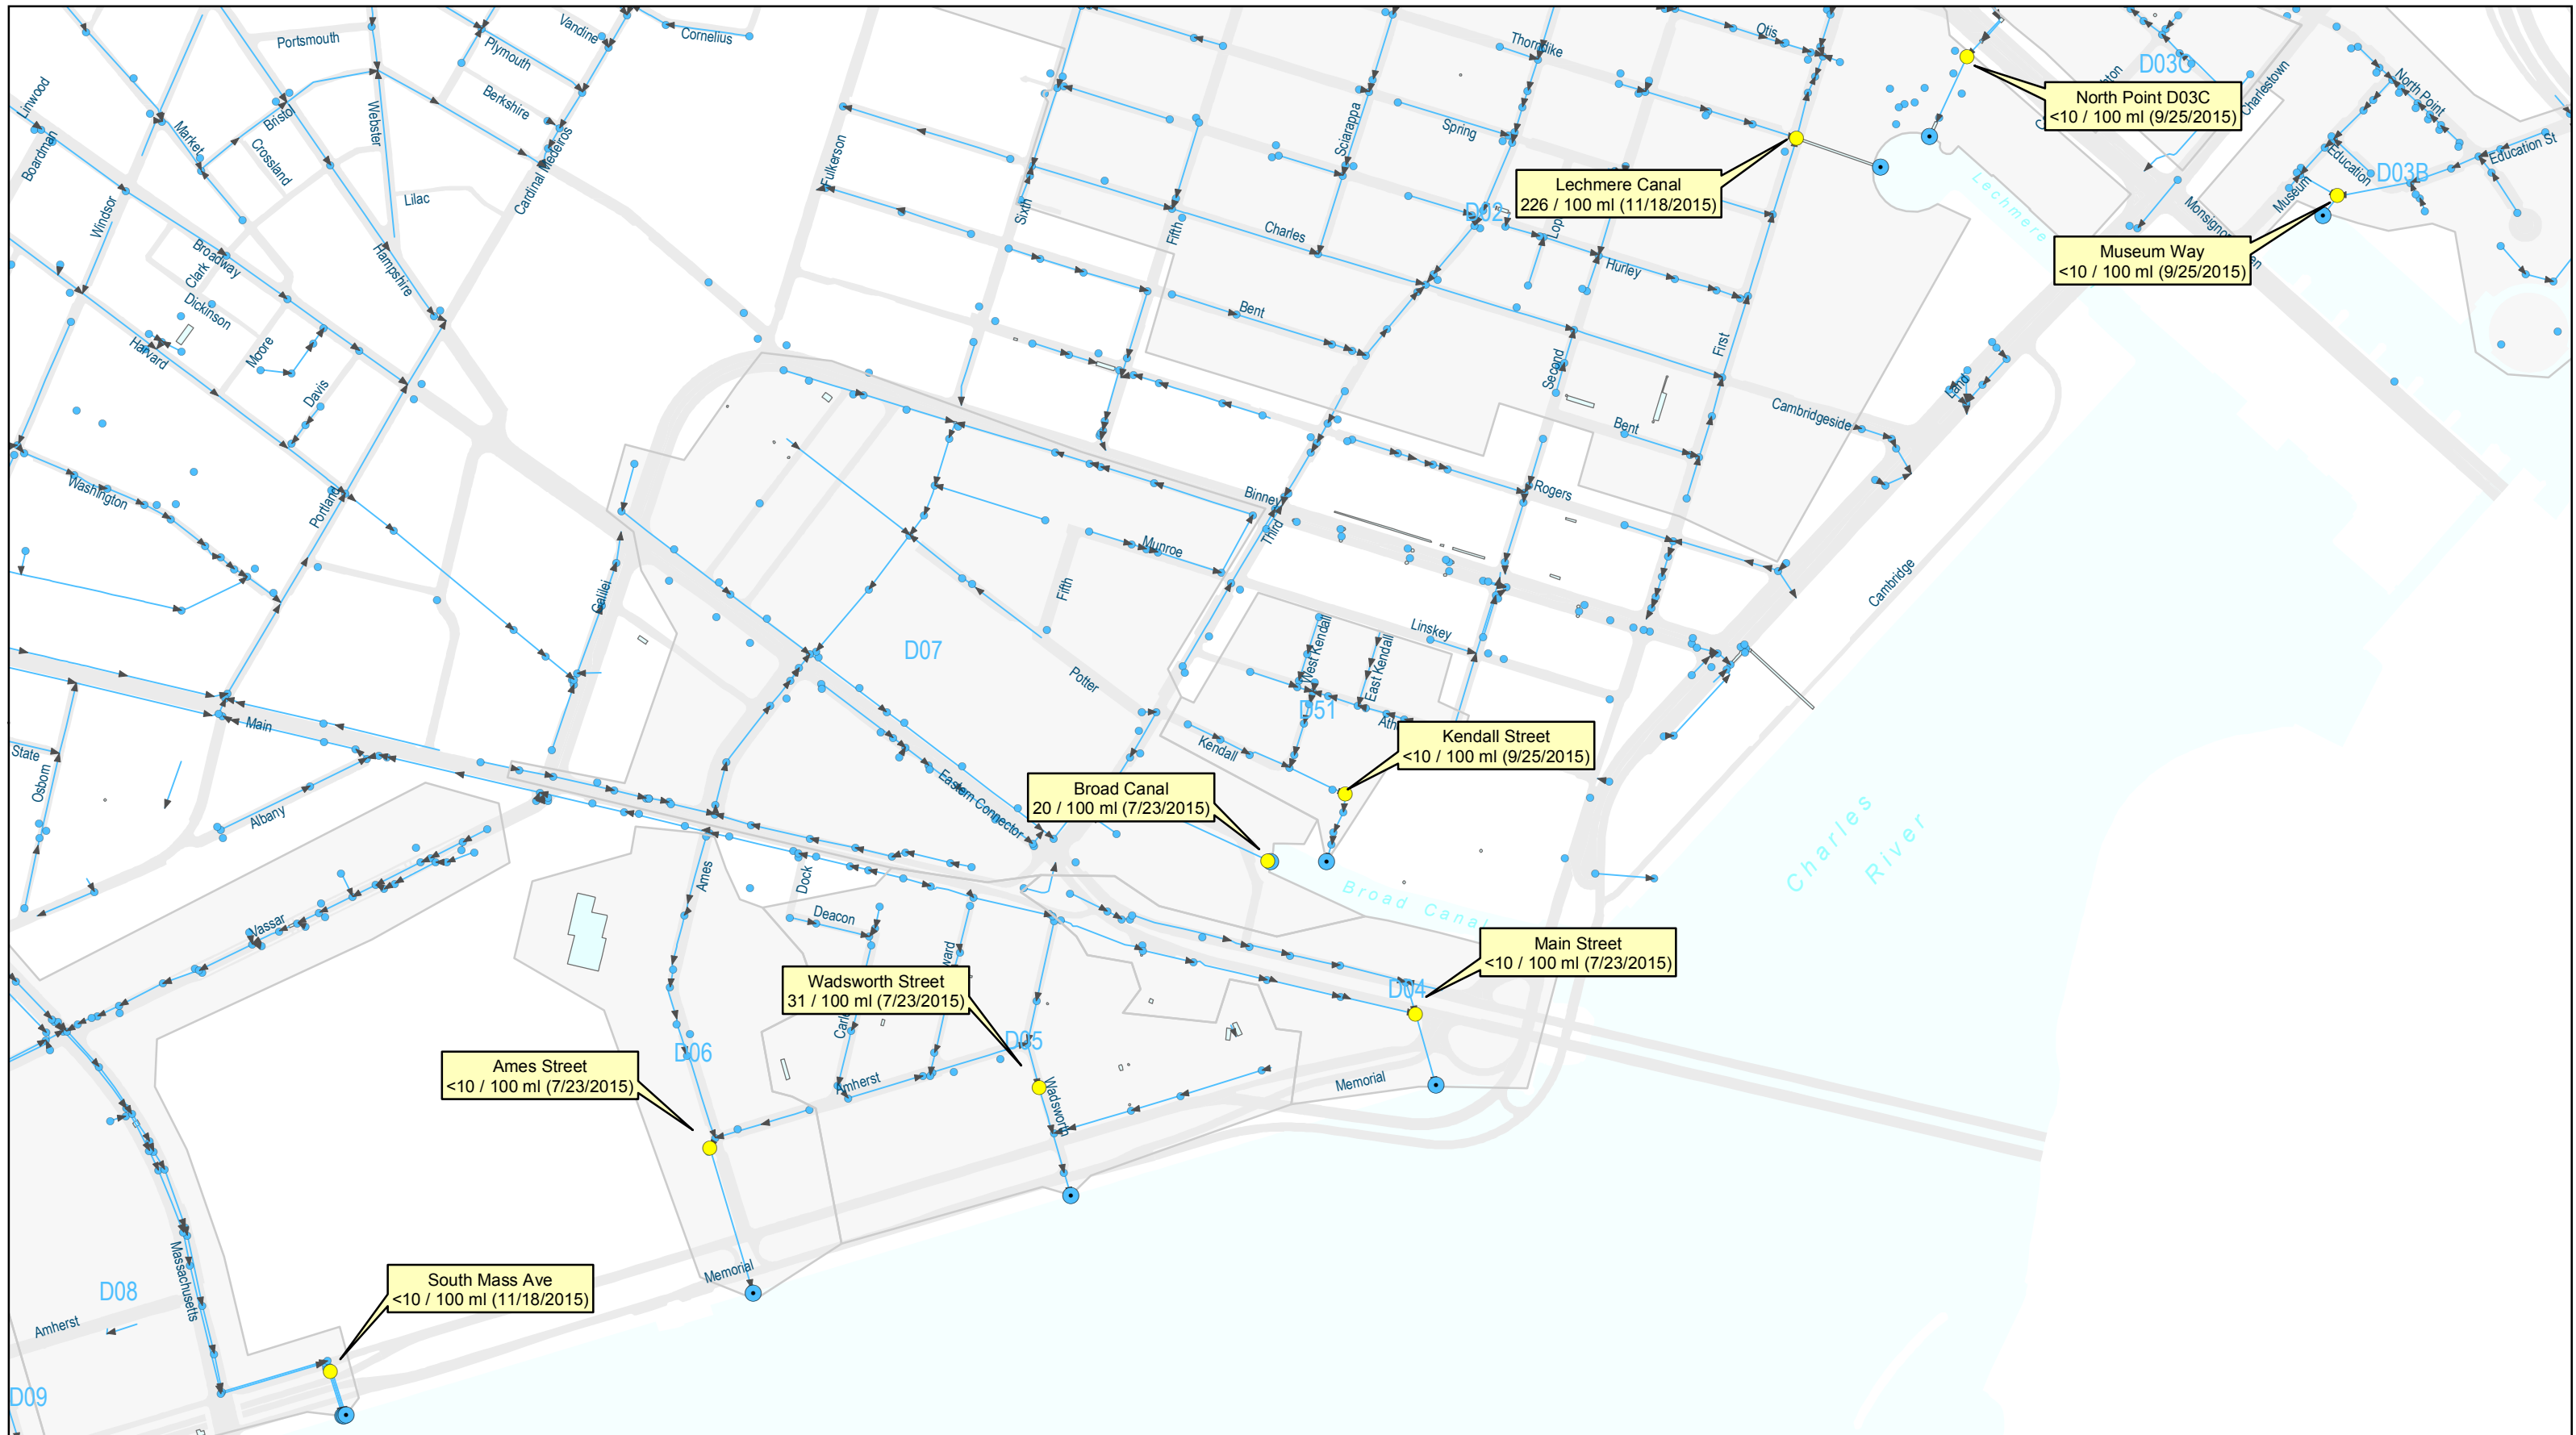 Portsmouth
Plymouth
Vandine
Cornelius
Berkshire
Linwood
Boardman
Market
Bristol
Webster
Crossland
Lilac
Cardinal Medeiros
Windsor
Broadway
Clark
Dickinson
Hampshire
Harvard
Moore
Davis
Washington
Portland
Galilei
Main
State
Osborn
Albany
Vassar
Massachusetts
Amherst
D08
D09
Thorndike
Otis
Fulkerson
Sciarappa
Spring
Sixth
Fifth
Charles
D02
Hurley
Bent
Second
First
Bent
Cambridgeside
Land
Rogers
Binney
Third
Munroe
Fifth
D07
Potter
Linskey
West Kendall
East Kendall
D51
Kendall
Cambridge
Eastern Connector
Ames
Dock
Deacon
D06
D05
D04
Amherst
Wadsworth
Memorial
Memorial
D03C
Charlestown
North Point
Education
Education St
D03B
Museum
Lechmere
Broad Canal
Charles
River
North Point D03C
<10 / 100 ml (9/25/2015)
Lechmere Canal
226 / 100 ml (11/18/2015)
Museum Way
<10 / 100 ml (9/25/2015)
Kendall Street
<10 / 100 ml (9/25/2015)
Broad Canal
20 / 100 ml (7/23/2015)
Main Street
<10 / 100 ml (7/23/2015)
Wadsworth Street
31 / 100 ml (7/23/2015)
Ames Street
<10 / 100 ml (7/23/2015)
South Mass Ave
<10 / 100 ml (11/18/2015)